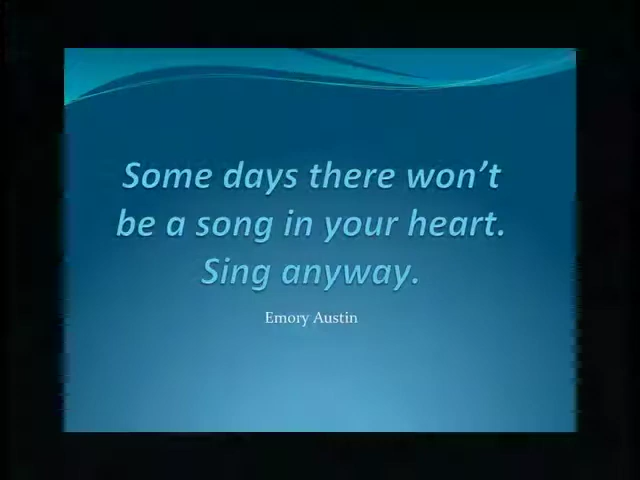 Some days there won't
be a song in your heart.
Sing anyway.
Emory Austin